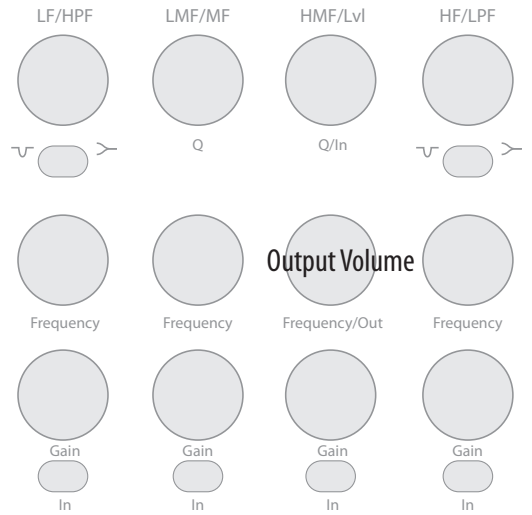 LF/HPF LMF/MF HMF/Lvl HF/LPF
Q Q/In
Output Volume
Frequency Frequency Frequency/Out Frequency
Gain Gain Gain Gain
In In In In